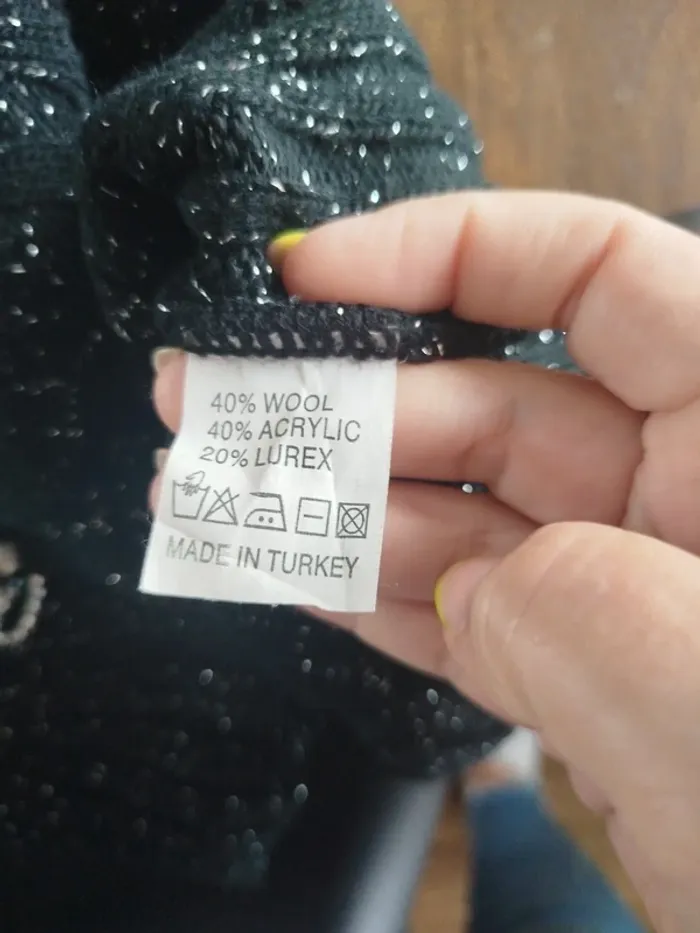 40% WOOL
40% ACRYLIC
20% LUREX
MADE IN TURKEY